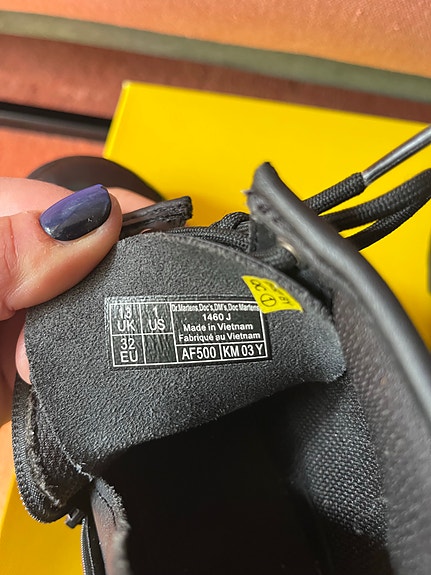 13 UK
1 US
32 EU
Dr.Martens,Doc's,DM's,Doc Martens
1460 J
Made in Vietnam
Fabriqué au Vietnam
AF500
KM 03 Y